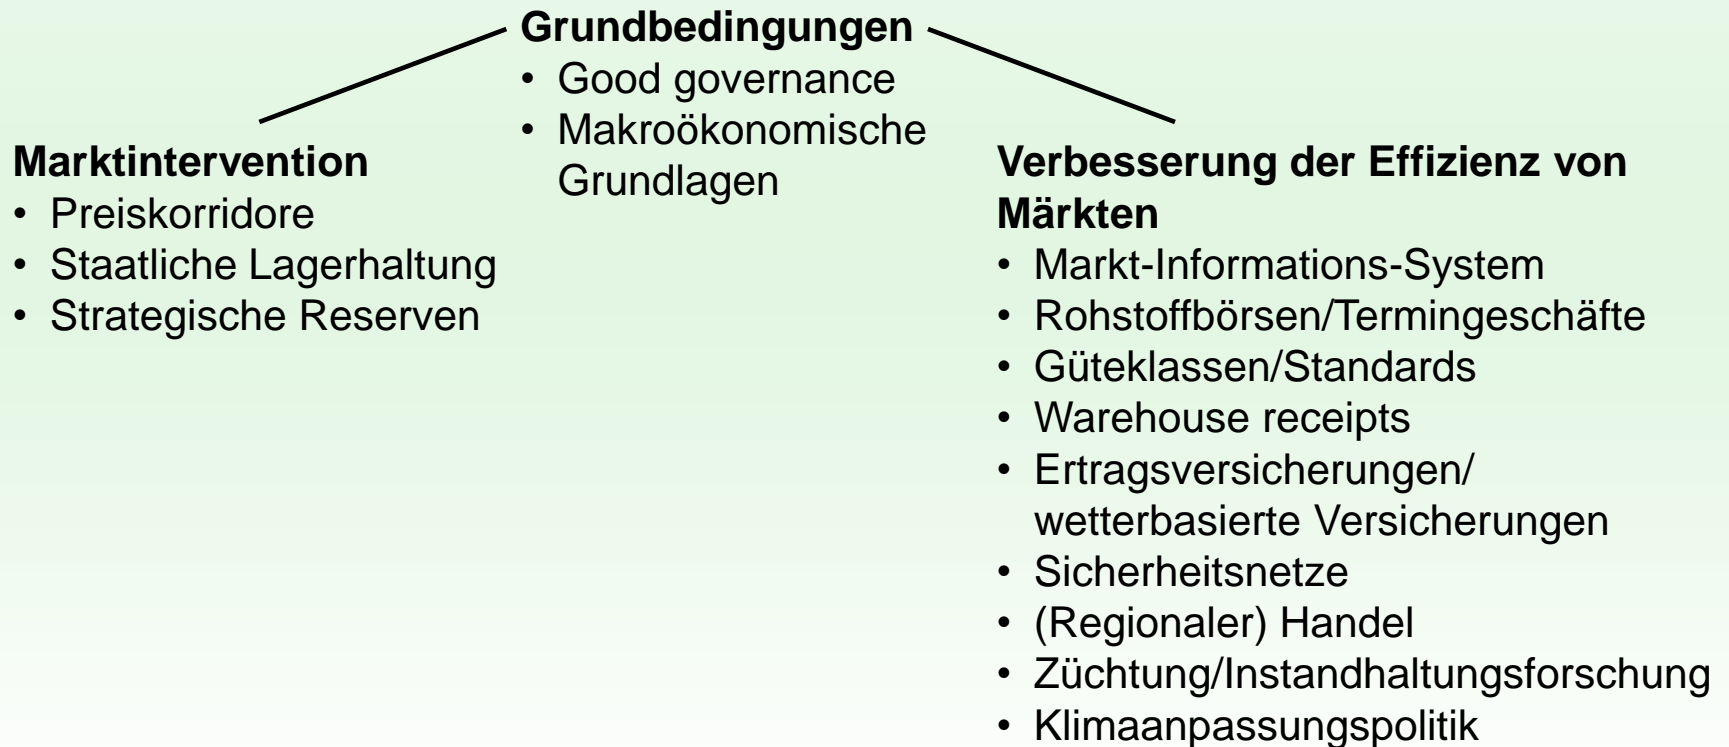 Grundbedingungen
• Good governance
• Makroökonomische
Grundlagen
Marktintervention
• Preiskorridore
• Staatliche Lagerhaltung
• Strategische Reserven
Verbesserung der Effizienz von
Märkten
• Markt-Informations-System
• Rohstoffbörsen/Termingeschäfte
• Güteklassen/Standards
• Warehouse receipts
• Ertragsversicherungen/
wetterbasierte Versicherungen
• Sicherheitsnetze
• (Regionaler) Handel
• Züchtung/Instandhaltungsforschung
• Klimaanpassungspolitik